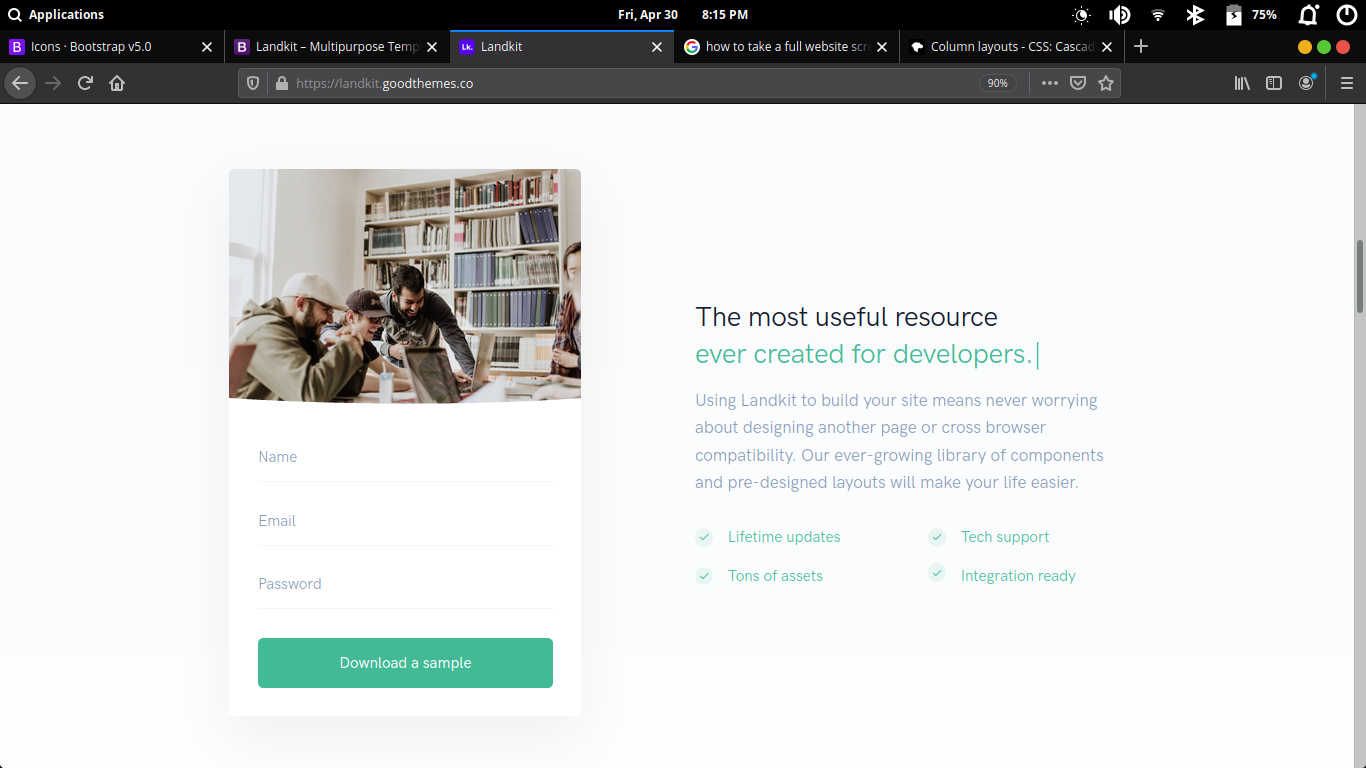 Applications
Fri, Apr 30 8:15 PM
75%
Icons · Bootstrap v5.0
Landkit – Multipurpose Temp
Landkit
how to take a full website scr
Column layouts - CSS: Cascad
https://landkit.goodthemes.co
90%
Name
Email
Password
Download a sample
The most useful resource
ever created for developers.|
Using Landkit to build your site means never worrying
about designing another page or cross browser
compatibility. Our ever-growing library of components
and pre-designed layouts will make your life easier.
Lifetime updates
Tech support
Tons of assets
Integration ready